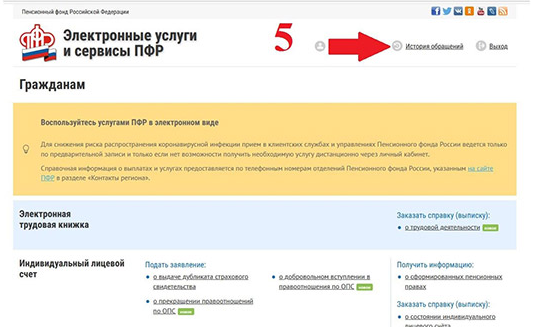 Пенсионный фонд Российской Федерации
Электронные услуги
и сервисы ПФР
5
История обращений
Выход
Гражданам
Воспользуйтесь услугами ПФР в электронном виде
Для снижения риска распространения коронавирусной инфекции прием в клиентских службах и управлениях Пенсионного фонда России ведется только
по предварительной записи и только если нет возможности получить необходимую услугу дистанционно через личный кабинет.
Справочная информация о выплатах и услугах предоставляется по телефонным номерам отделений Пенсионного фонда России, указанным на сайте
ПФР в разделе «Контакты региона».
Электронная
трудовая книжка
Заказать справку (выписку):
о трудовой деятельности
Индивидуальный лицевой
счет
Подать заявление:
о выдаче дубликата страхового
свидетельства
о прекращении правоотношений
по ОПС
о добровольном вступлении в
правоотношения по ОПС
Получить информацию:
о сформированных пенсионных
правах
Заказать справку (выписку):
о состоянии индивидуального
лицевого счёта